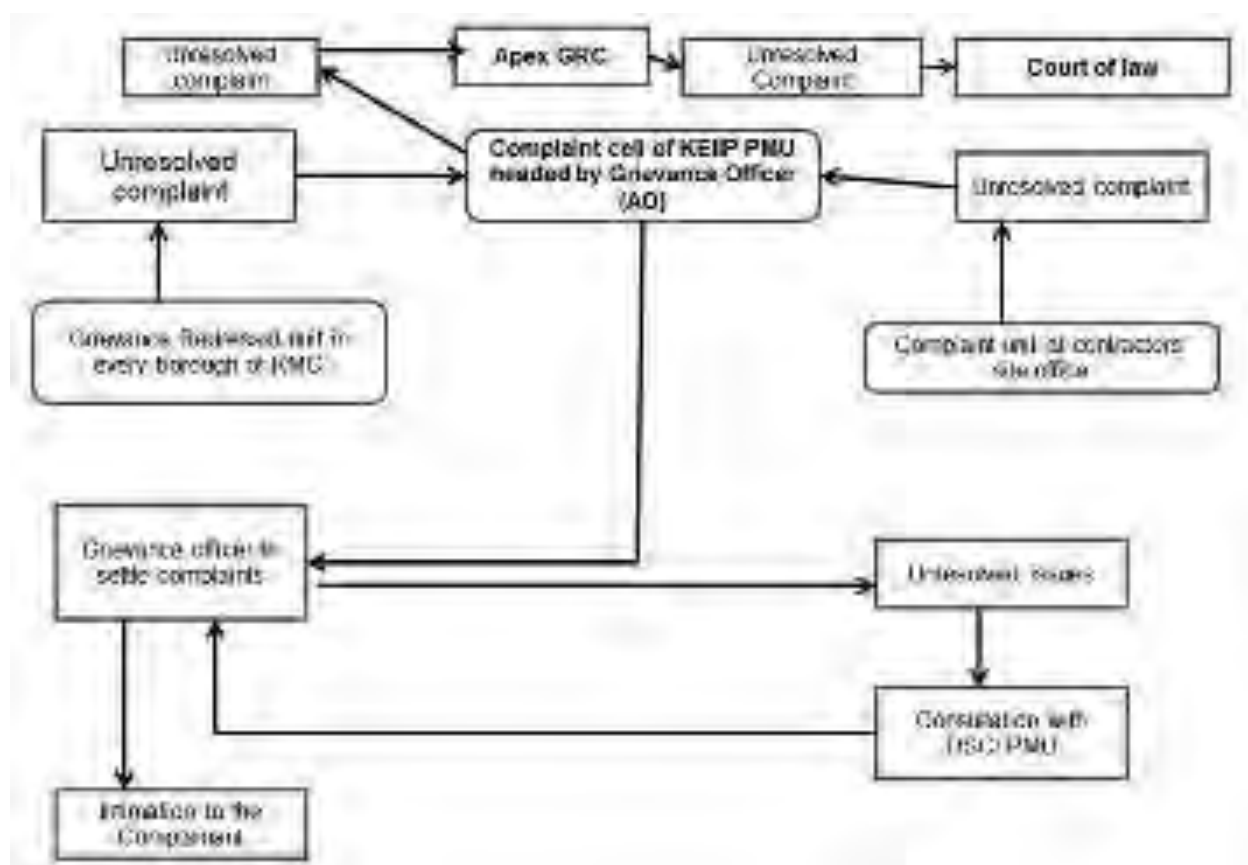 Unresolved
complaint
Apex GRC
Unresolved
Complaint
Court of law
Unresolved
complaint
Complaint cell of KEIIP PMU
headed by Grievance Officer
(AO)
Unresolved complaint
Grievance Redressal unit in
every borough of KMC
Complaint unit at contractors
site office
Grievance officer to
settle complaints
Unresolved issues
Consultation with
PMU
Intimation to the